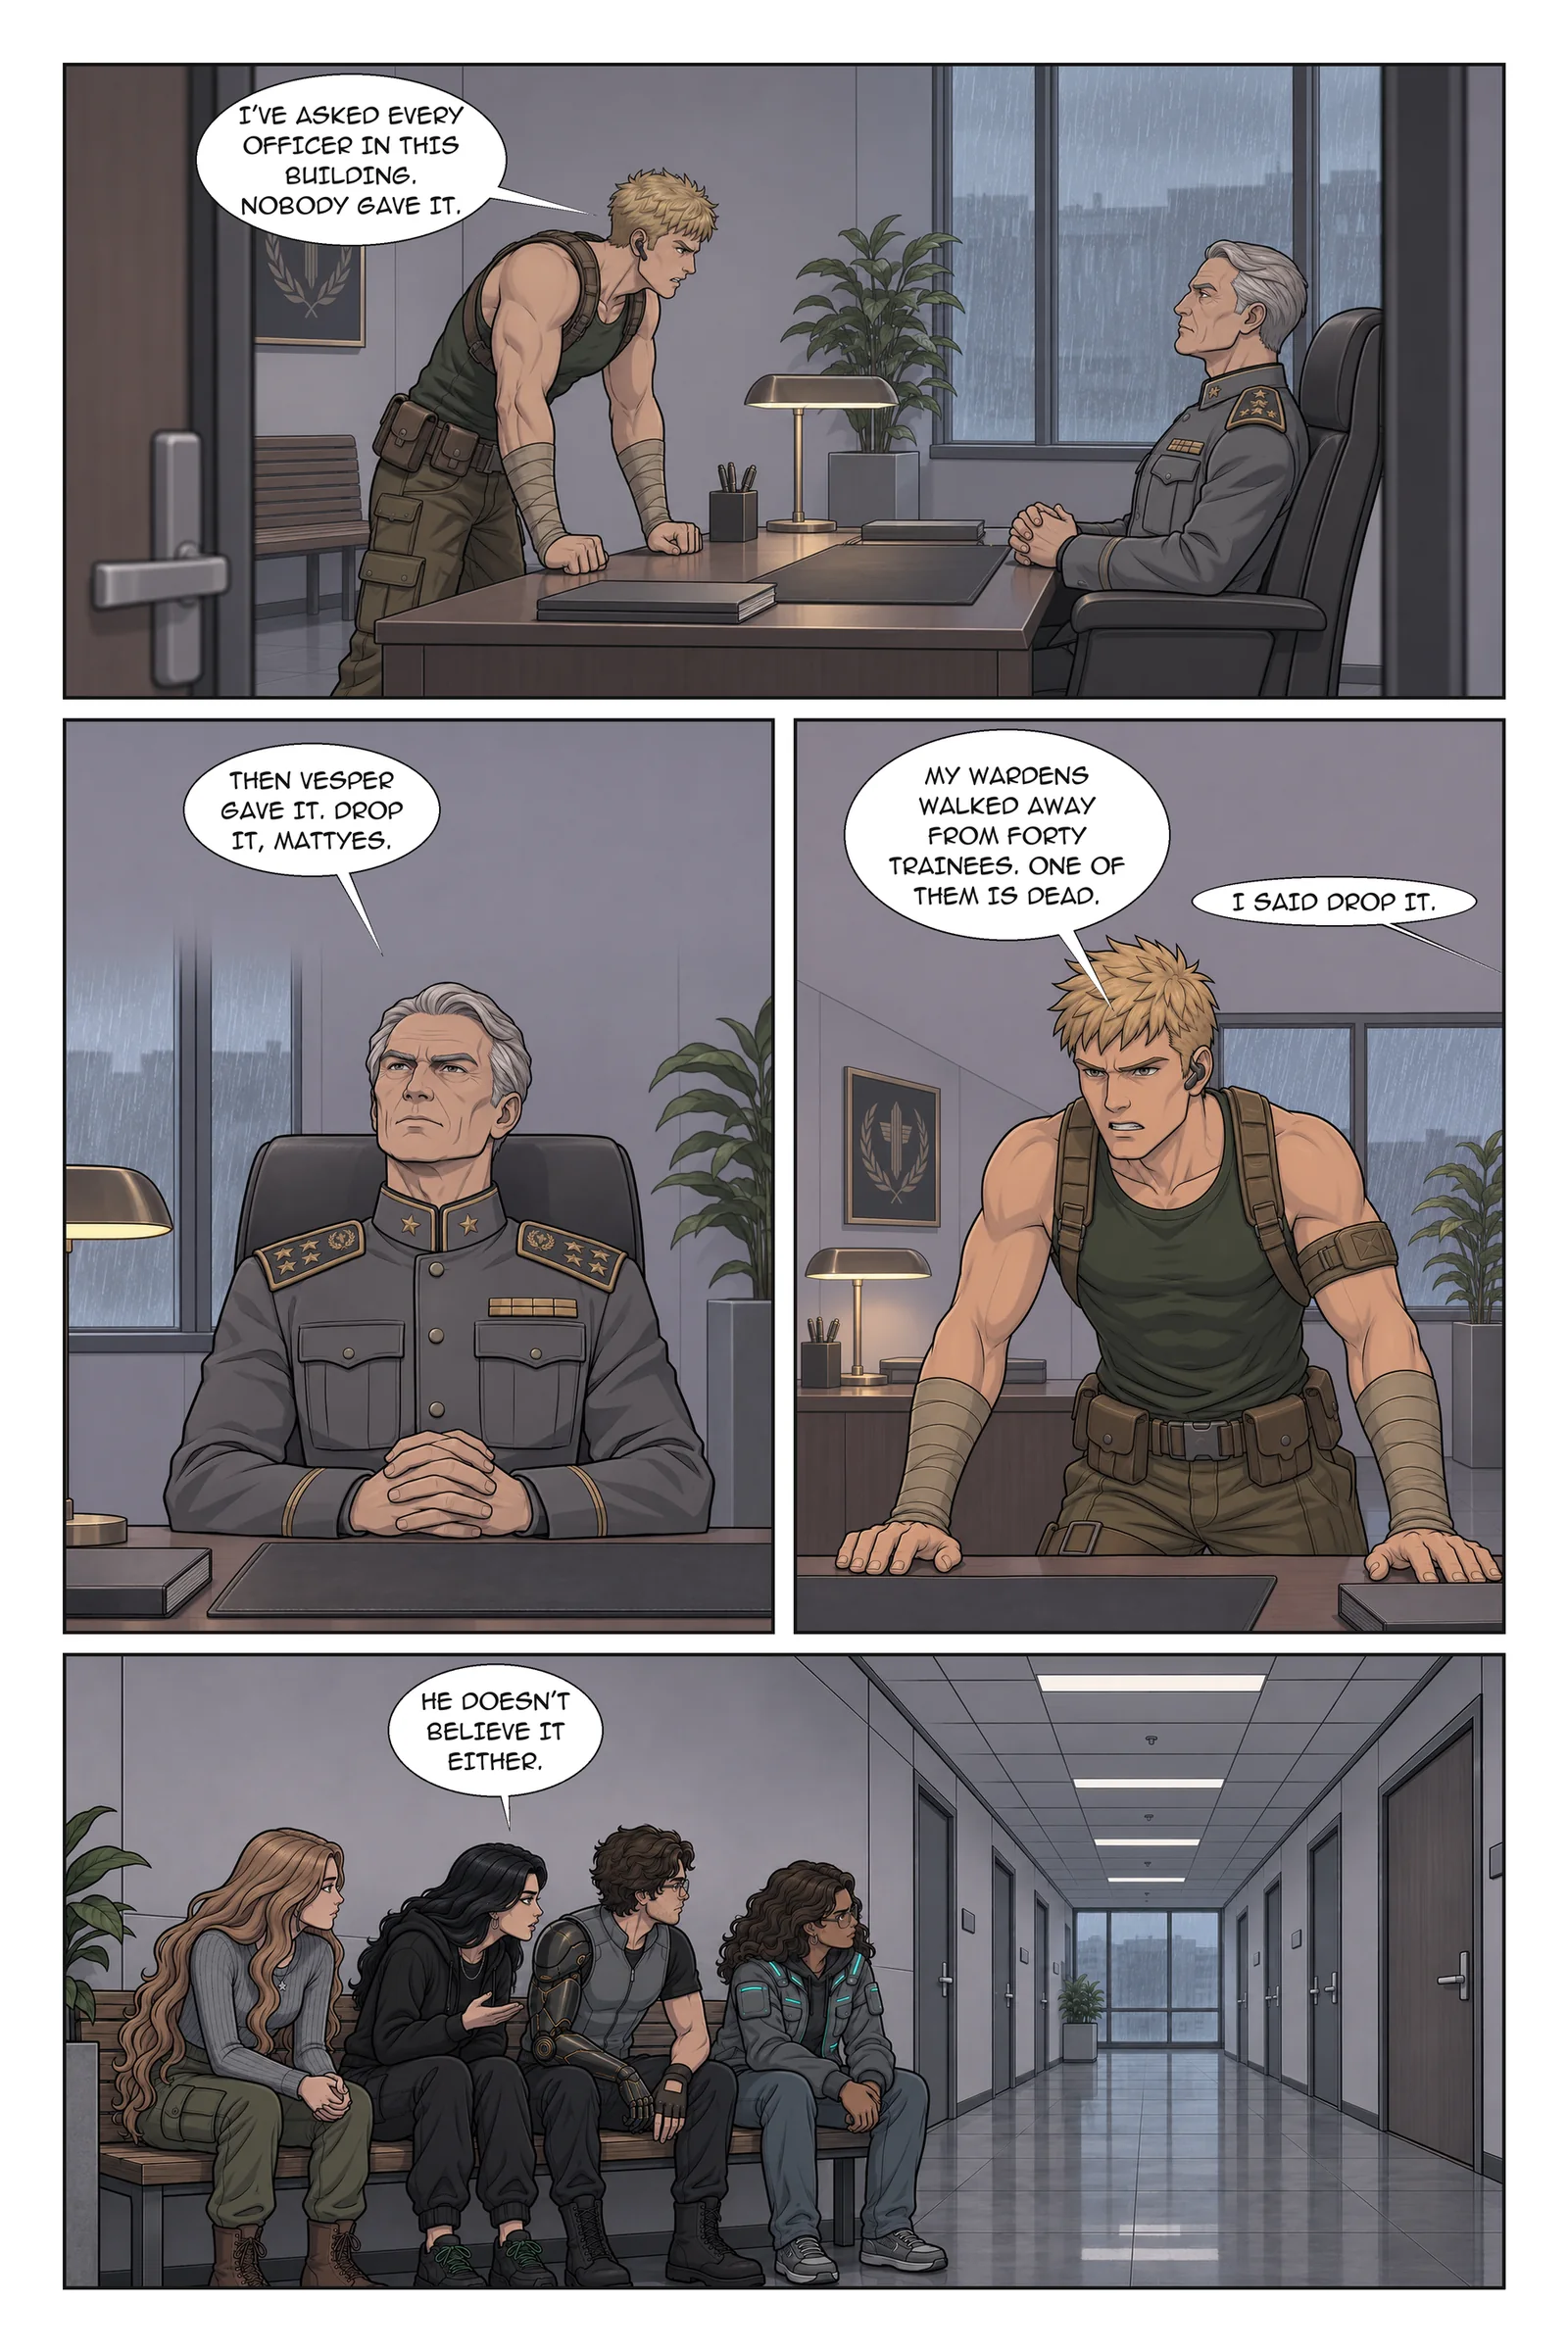 I'VE ASKED EVERY
OFFICER IN THIS
BUILDING.
NOBODY GAVE IT.
THEN VESPER
GAVE IT. DROP
IT, MATTYES.
MY WARDENS
WALKED AWAY
FROM FORTY
TRAINEES. ONE OF
THEM IS DEAD.
I SAID DROP IT.
HE DOESN'T
BELIEVE IT
EITHER.